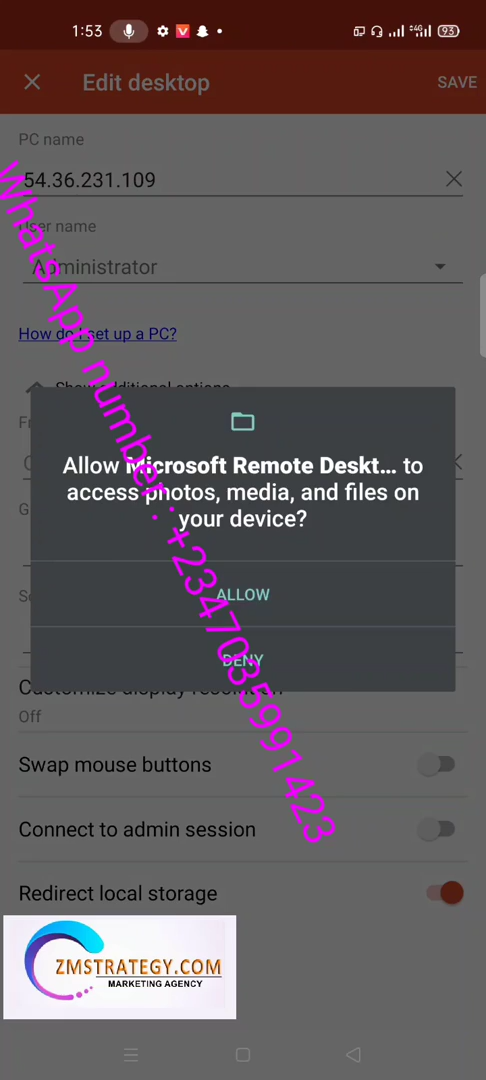 1:53
4G
93
Edit desktop
SAVE
PC name
54.36.231.109
User name
Administrator
How do I set up a PC?
Show additional options
Allow Microsoft Remote Deskt... to
access photos, media, and files on
your device?
ALLOW
DENY
Customize display resolution
Off
Swap mouse buttons
Connect to admin session
Redirect local storage
WhatsApp number : +2347035991423
ZMSTRATEGY.COM
MARKETING AGENCY